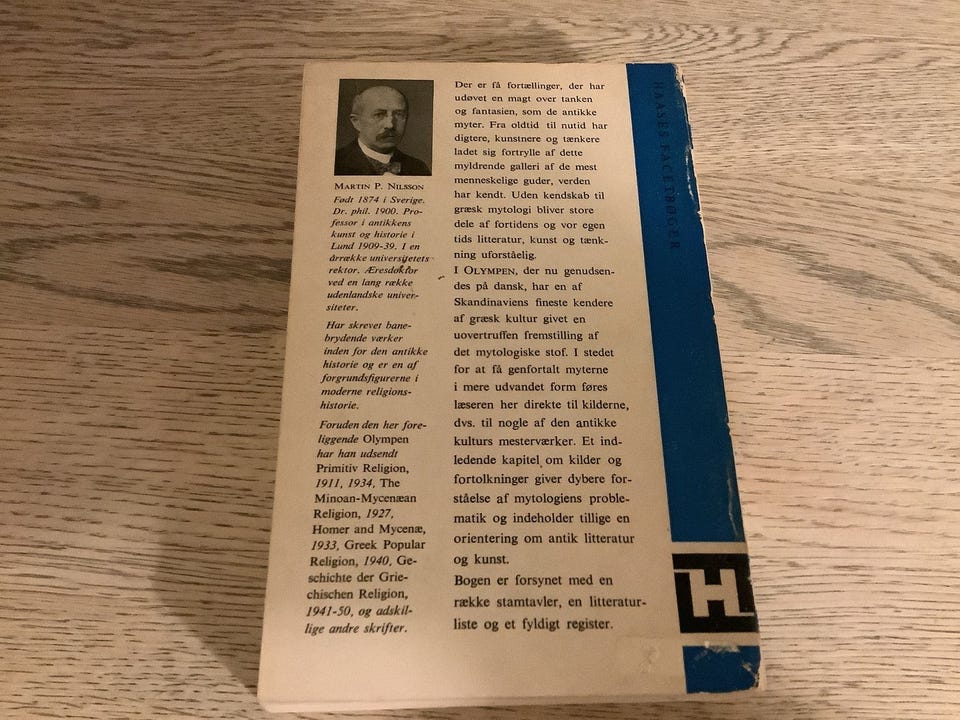 MARTIN P. NILSSON
Født 1874 i Sverige.
Dr. phil. 1900. Pro-
fessor i antikkens
kunst og historie i
Lund 1909-39. I en
årrække universitetets
rektor. Æresdoktor
ved en lang række
udenlandske univer-
siteter.
Har skrevet bane-
brydende værker
inden for den antikke
historie og er en af
forgrundsfigurerne i
moderne religions-
historie.
Foruden den her fore-
liggende Olympen
har han udsendt
Primitiv Religion,
1911, 1934, The
Minoan-Mycenæan
Religion, 1927,
Homer and Mycenæ,
1933, Greek Popular
Religion, 1940, Ge-
schichte der Grie-
chischen Religion,
1941-50, og adskil-
lige andre skrifter.
Der er få fortællinger, der har
udøvet en magt over tanken
og fantasien, som de antikke
myter. Fra oldtid til nutid har
digtere, kunstnere og tænkere
ladet sig fortrylle af dette
myldrende galleri af de mest
menneskelige guder, verden
har kendt. Uden kendskab til
græsk mytologi bliver store
dele af fortidens og vor egen
tids litteratur, kunst og tænk-
ning uforståelig.
I OLYMPEN, der nu genudsen-
des på dansk, har en af
Skandinaviens fineste kendere
af græsk kultur givet en
uovertruffen fremstilling af
det mytologiske stof. I stedet
for at få genfortalt myterne
i mere udvandet form føres
læseren her direkte til kilderne,
dvs. til nogle af den antikke
kulturs mesterværker. Et ind-
ledende kapitel om kilder og
fortolkninger giver dybere for-
ståelse af mytologiens proble-
matik og indeholder tillige en
orientering om antik litteratur
og kunst.
Bogen er forsynet med en
række stamtavler, en litteratur-
liste og et fyldigt register.
HAASES FACETBØGER
H